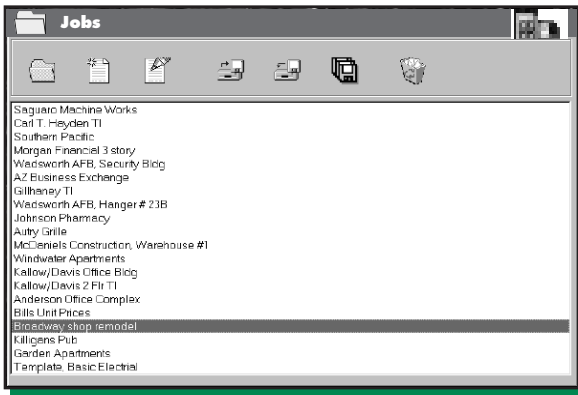 Jobs
Saguaro Machine Works
Carl T. Hayden TI
Southern Pacific
Morgan Financial 3 story
Wadsworth AFB, Security Bldg
AZ Business Exchange
Gillhaney TI
Wadsworth AFB, Hanger # 23B
Johnson Pharmacy
Autry Grille
McDaniels Construction, Warehouse #1
Windwater Apartments
Kallow/Davis Office Bldg
Kallow/Davis 2 Flr TI
Anderson Office Complex
Bills Unit Prices
Broadway shop remodel
Killigans Pub
Garden Apartments
Template, Basic Electrial